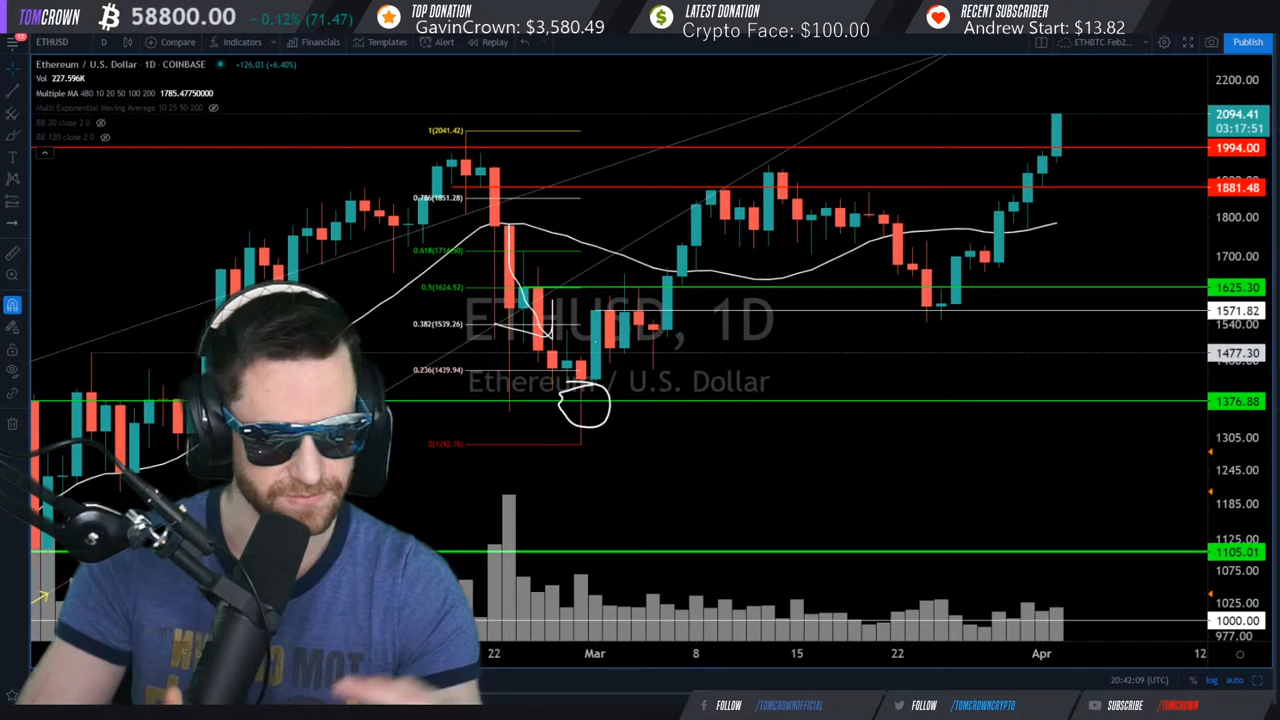 TOMCROWN
58800.00
0.12% (71.47)
TOP DONATION
GavinCrown: $3,580.49
LATEST DONATION
Crypto Face: $100.00
RECENT SUBSCRIBER
Andrew Start: $13.82
ETHUSD
D
Compare
Indicators
Financials
Templates
Alert
Replay
ETHBTC Feb2...
Publish
Ethereum / U.S. Dollar · 1D · COINBASE
+126.03 (+6.40%)
Vol 227.596K
Multiple MA 480 10 20 50 100 200 1785.47750000
Multi Exponential Moving Average 10 25 50 200
BB 20 close 2 0
BB 120 close 2 0
1(2041.42)
0.786(1851.28)
0.5(1624.52)
0.382(1539.26)
0.236(1439.94)
ETHUSD, 1D
Ethereum / U.S. Dollar
2200.00
2094.41
03:17:51
1994.00
1881.48
1800.00
1700.00
1625.30
1571.82
1540.00
1477.30
1376.88
1305.00
1245.00
1185.00
1125.00
1105.01
1075.00
1025.00
1000.00
977.00
22
Mar
8
15
22
Apr
12
20:42:09 (UTC)
%
log
auto
FOLLOW
/TOMCROWNOFFICIAL
FOLLOW
/TOMCROWNCRYPTO
SUBSCRIBE
/TOMCROWN